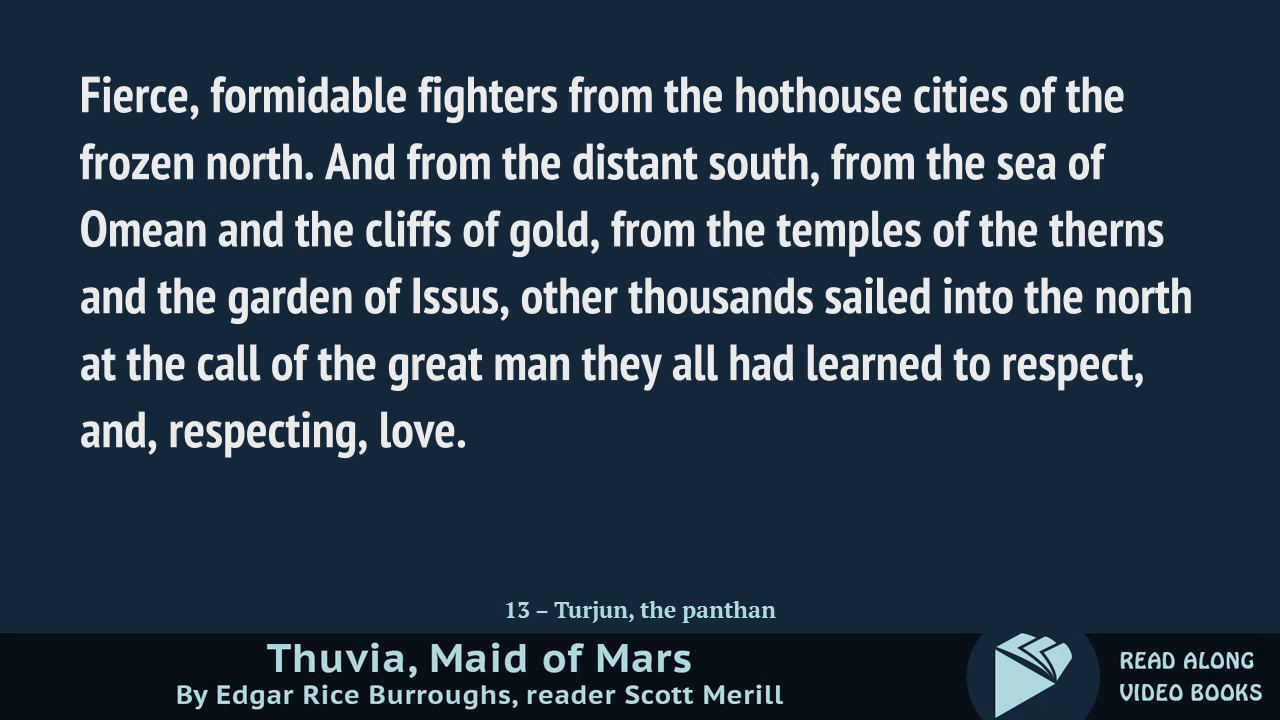 Fierce, formidable fighters from the hothouse cities of the
frozen north. And from the distant south, from the sea of
Omean and the cliffs of gold, from the temples of the therns
and the garden of Issus, other thousands sailed into the north
at the call of the great man they all had learned to respect,
and, respecting, love.
13 – Turjun, the panthan
Thuvia, Maid of Mars
By Edgar Rice Burroughs, reader Scott Merill
READ ALONG
VIDEO BOOKS